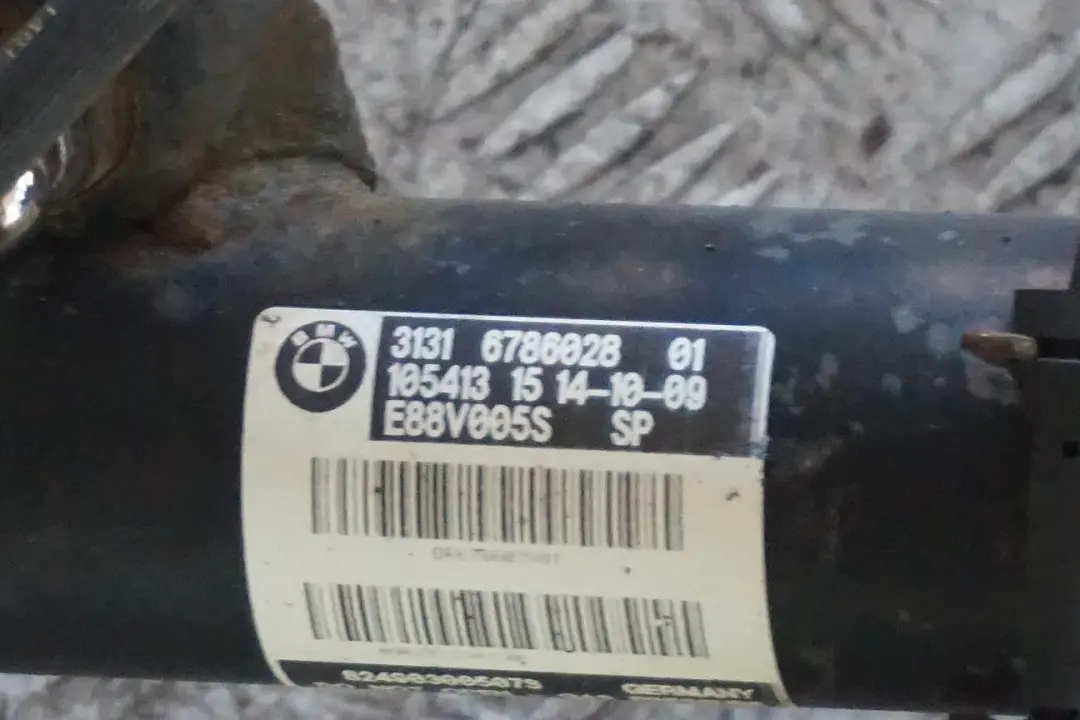 BMW
3131 6786028 01
105413 15 14-10-09
E88V005S SP
GERMANY